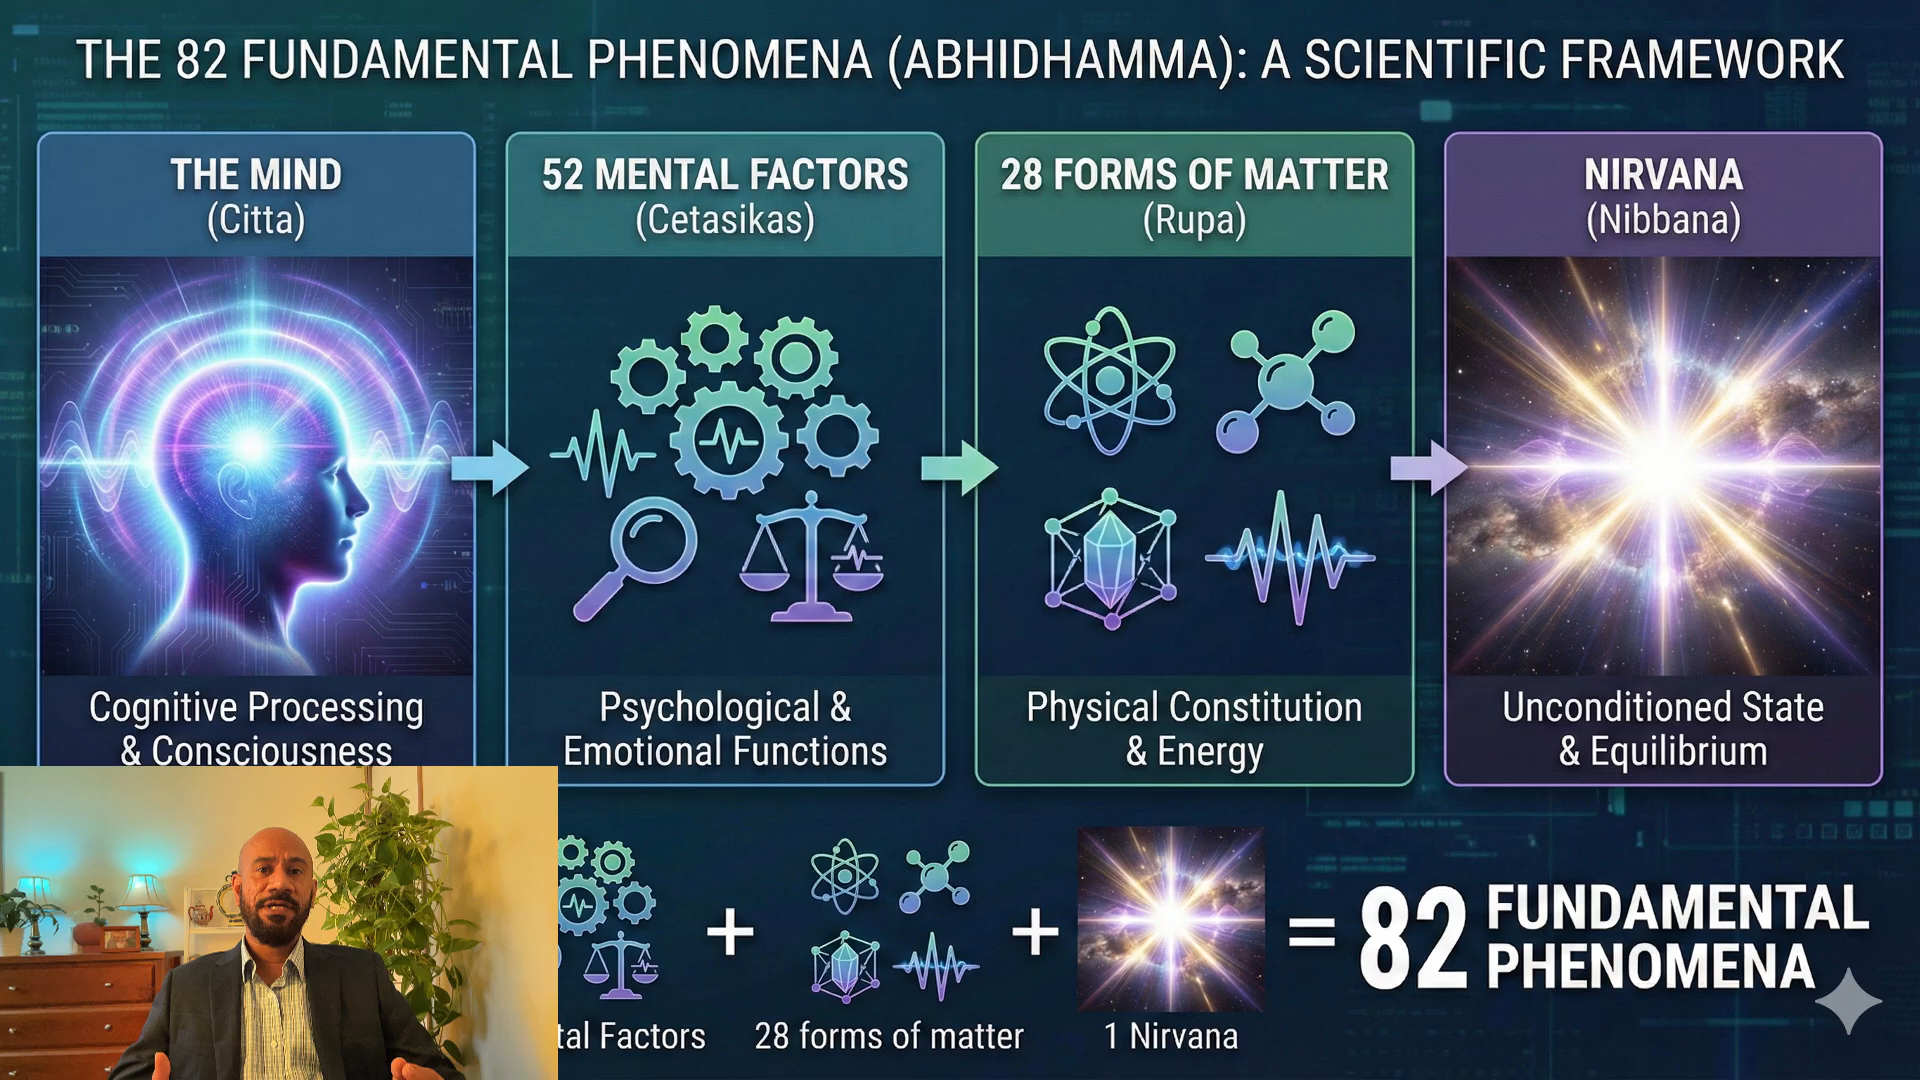 THE 82 FUNDAMENTAL PHENOMENA (ABHIDHAMMA): A SCIENTIFIC FRAMEWORK
THE MIND
(Citta)
Cognitive Processing
& Consciousness
52 MENTAL FACTORS
(Cetasikas)
Psychological &
Emotional Functions
28 FORMS OF MATTER
(Rupa)
Physical Constitution
& Energy
NIRVANA
(Nibbana)
Unconditioned State
& Equilibrium
+
+
=
82
FUNDAMENTAL
PHENOMENA
Factors
28 forms of matter
1 Nirvana